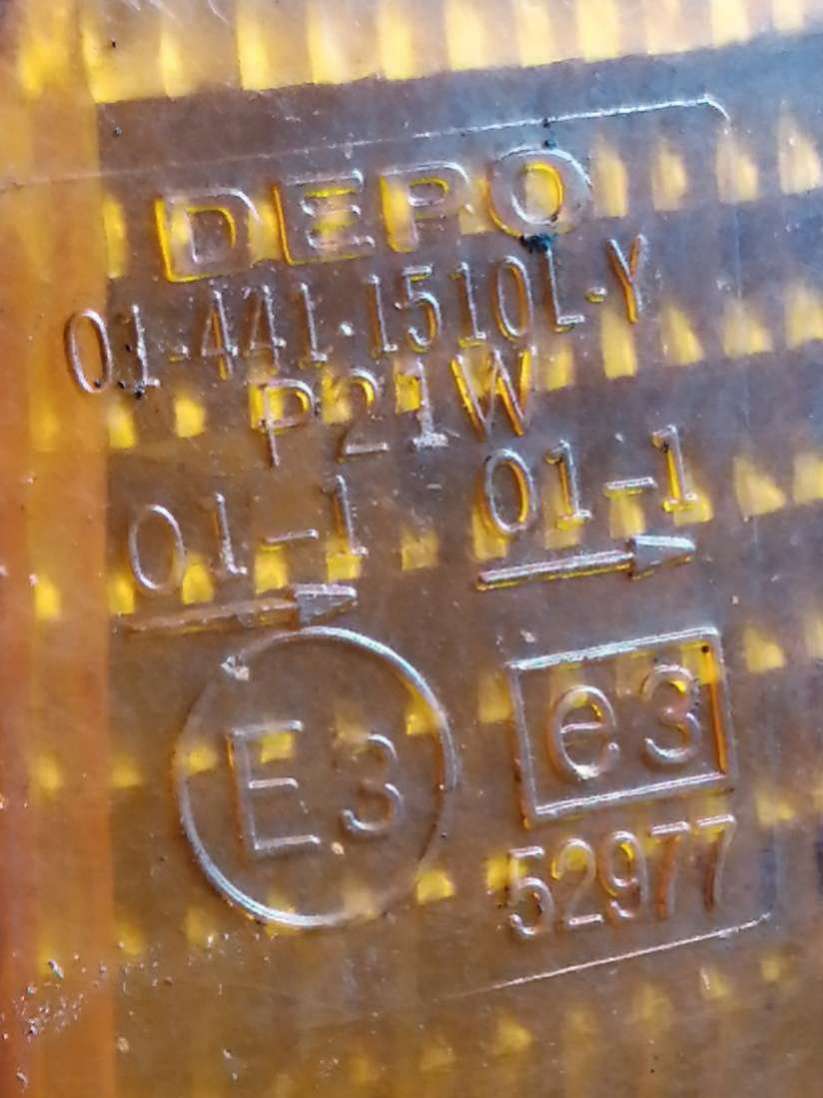 DEPO
01-441-1510L-Y
P21W
01-1 01-1
E3 e3
52977